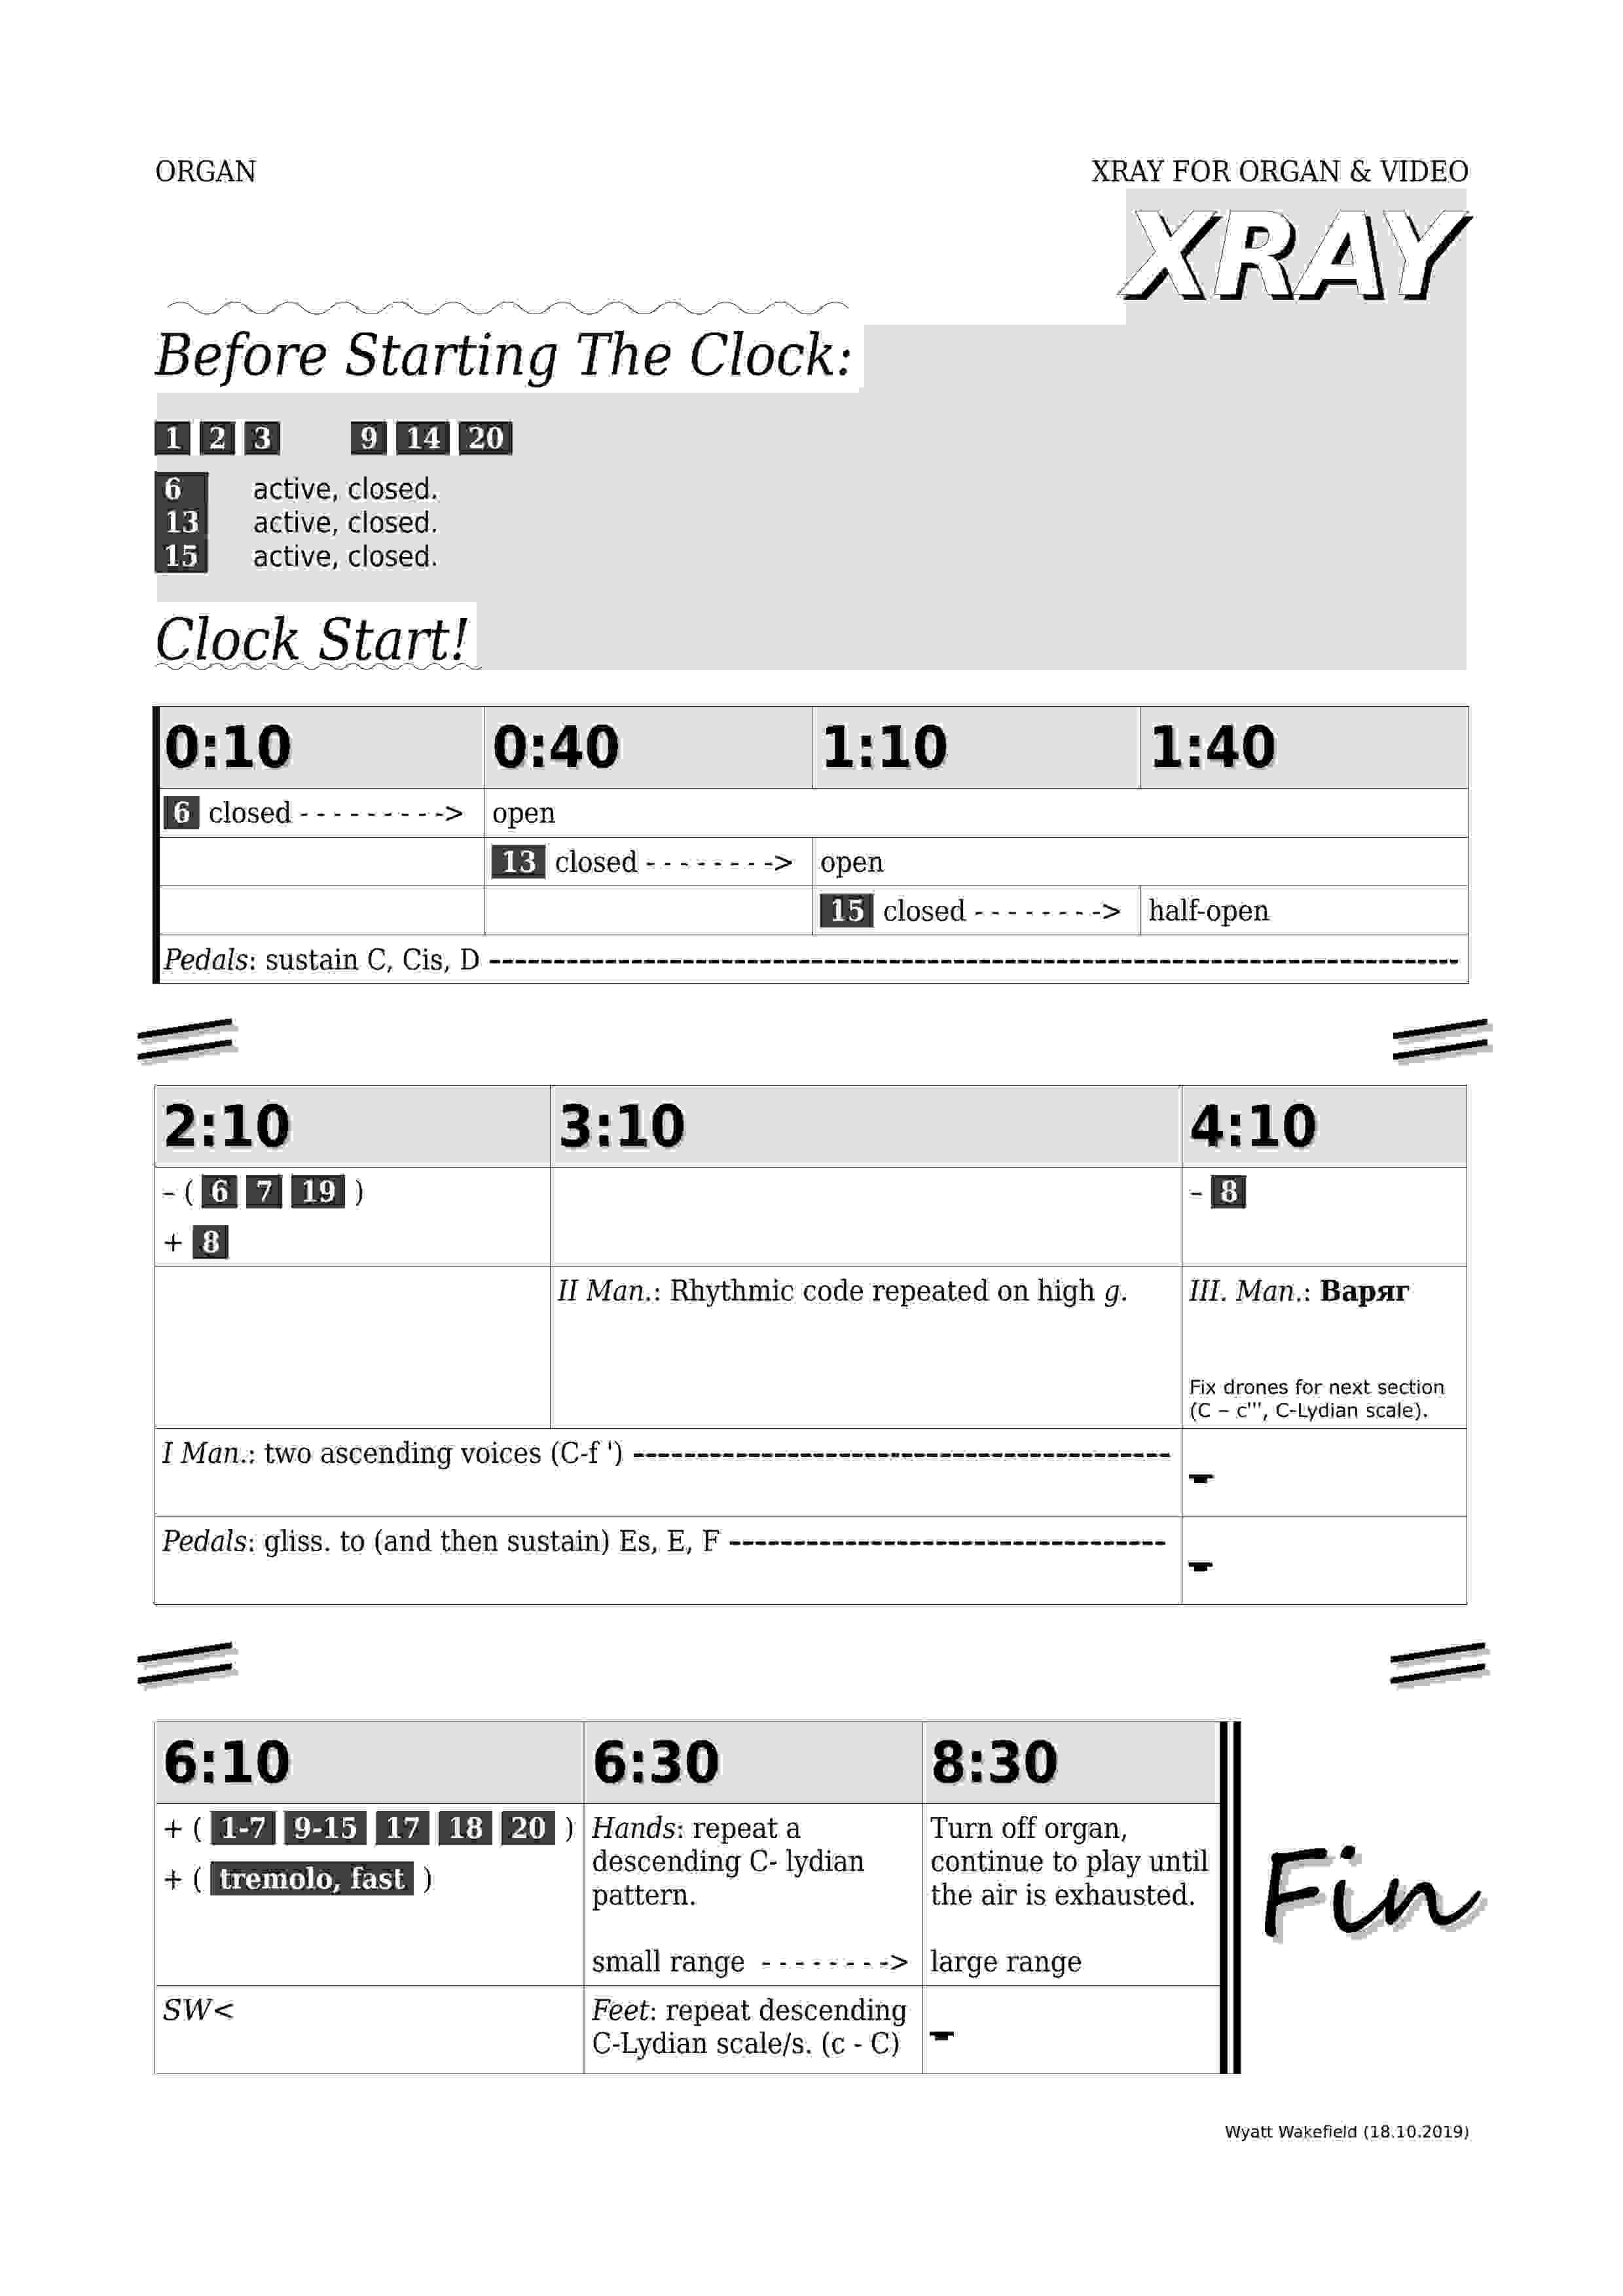 ORGAN
XRAY FOR ORGAN & VIDEO
XRAY
Before Starting The Clock:
1 2 3 9 14 20
6 active, closed.
13 active, closed.
15 active, closed.
Clock Start!
0:10 0:40 1:10 1:40
6 closed - - - - - - - - - -> open
13 closed - - - - - - - -> open
15 closed - - - - - - - -> half-open
Pedals: sustain C, Cis, D ------------------------------------------------------------
2:10 3:10 4:10
– ( 6 7 19 )
+ 8
– 8
II Man.: Rhythmic code repeated on high g.
III. Man.: Варяг
Fix drones for next section
(C – c''', C-Lydian scale).
I Man.: two ascending voices (C-f ') ----------------------------------------
Pedals: gliss. to (and then sustain) Es, E, F --------------------------------
6:10 6:30 8:30
+ ( 1-7 9-15 17 18 20 )
+ ( tremolo, fast )
Hands: repeat a
descending C- lydian
pattern.
small range - - - - - - - ->
Turn off organ,
continue to play until
the air is exhausted.
large range
SW<
Feet: repeat descending
C-Lydian scale/s. (c - C)
Fin
Wyatt Wakefield (18.10.2019)